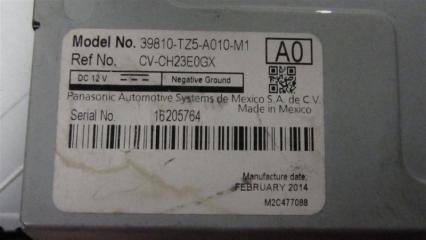 Model No. 39810-TZ5-A010-M1 A0
Ref No. CV-CH23E0GX
DC 12 V Negative Ground
Panasonic Automotive Systems de Mexico S.A. de C.V.
Made in Mexico
Serial No. 16205764
Manufacture date:
FEBRUARY 2014
M2C477088